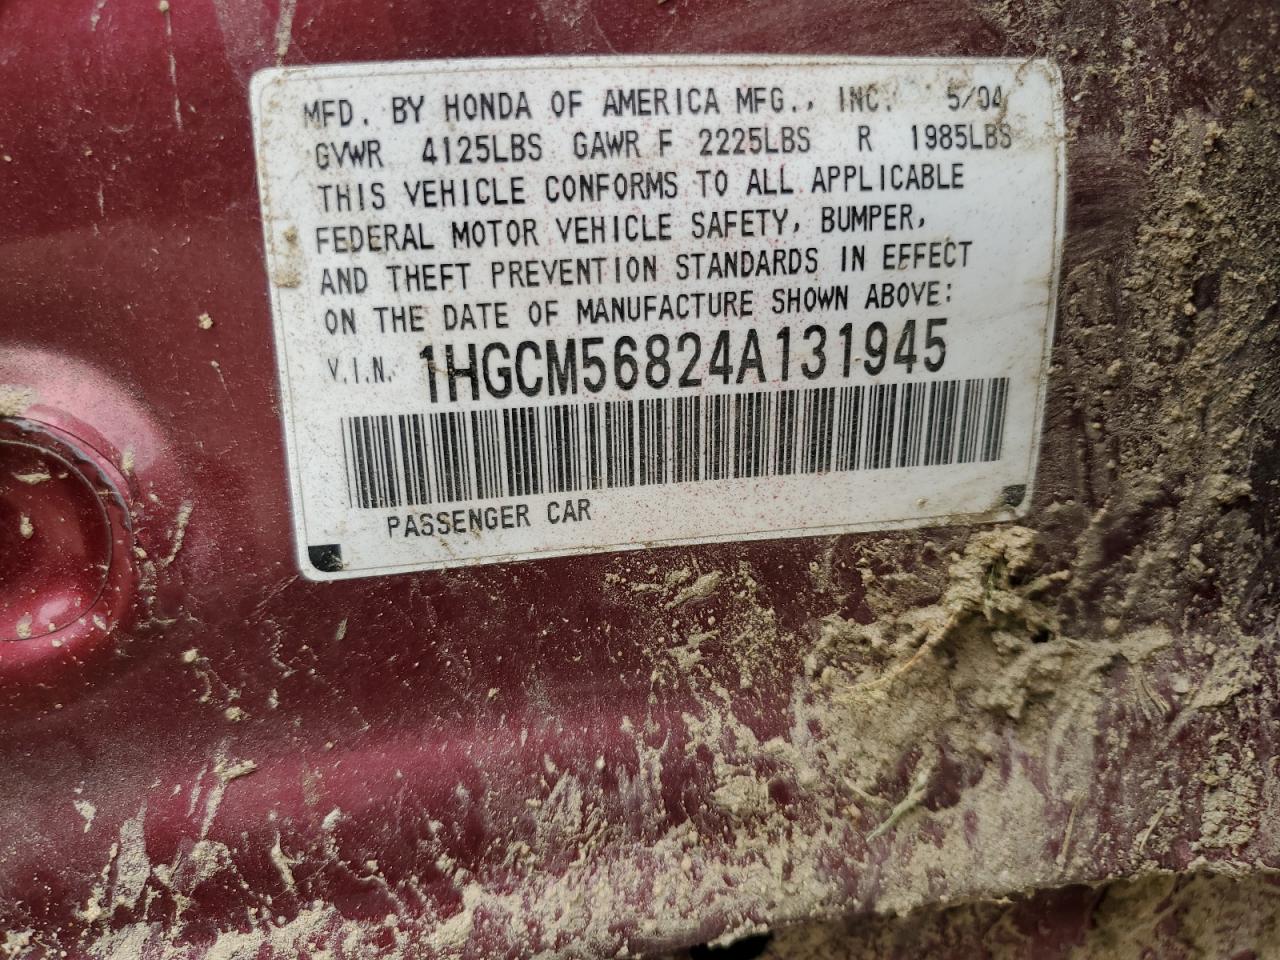 MFD. BY HONDA OF AMERICA MFG., INC. 5/04
GVWR 4125LBS GAWR F 2225LBS R 1985LBS
THIS VEHICLE CONFORMS TO ALL APPLICABLE
FEDERAL MOTOR VEHICLE SAFETY, BUMPER,
AND THEFT PREVENTION STANDARDS IN EFFECT
ON THE DATE OF MANUFACTURE SHOWN ABOVE:
V.I.N. 1HGCM56824A131945
PASSENGER CAR